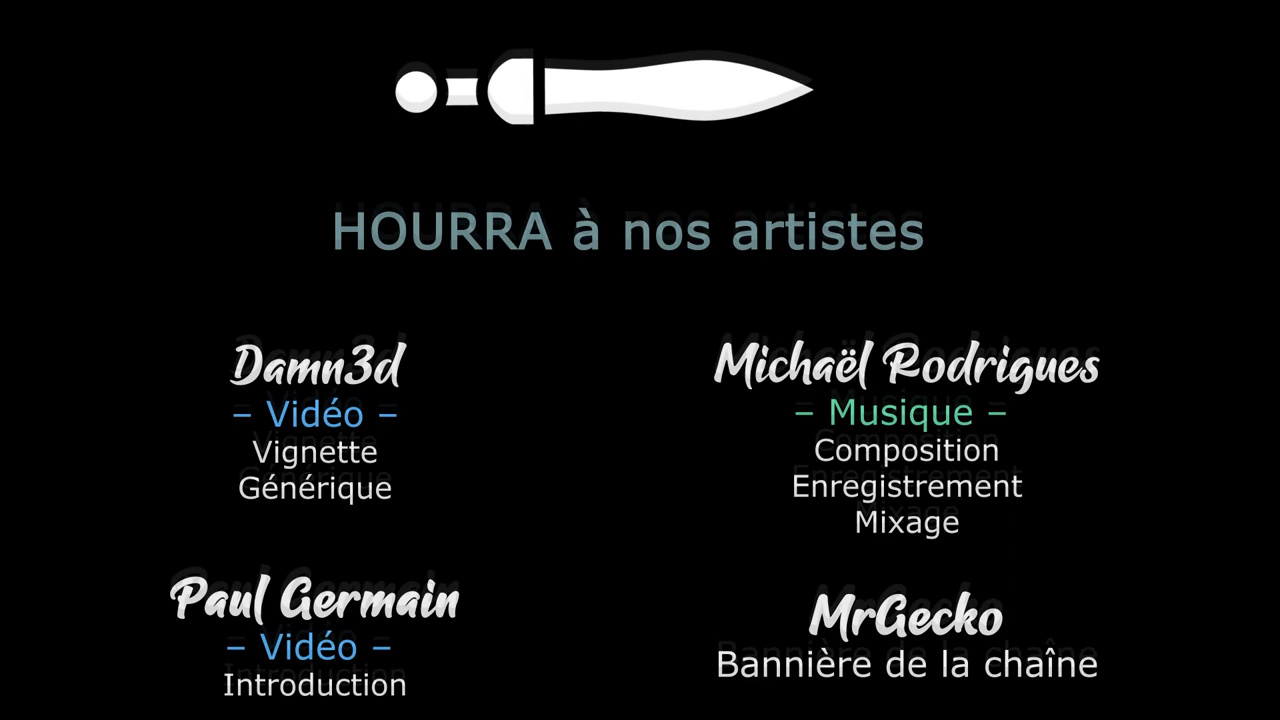 HOURRA à nos artistes
Damn3d
– Vidéo –
Vignette
Générique
Michaël Rodrigues
– Musique –
Composition
Enregistrement
Mixage
Paul Germain
– Vidéo –
Introduction
MrGecko
Bannière de la chaîne